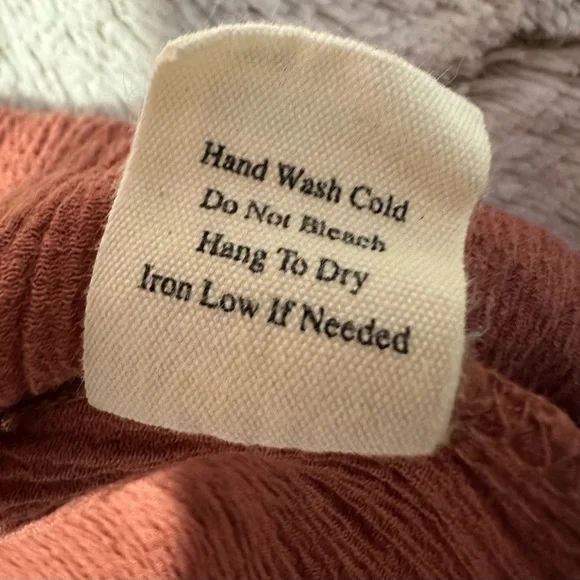 Hand Wash Cold
Do Not Bleach
Hang To Dry
Iron Low If Needed